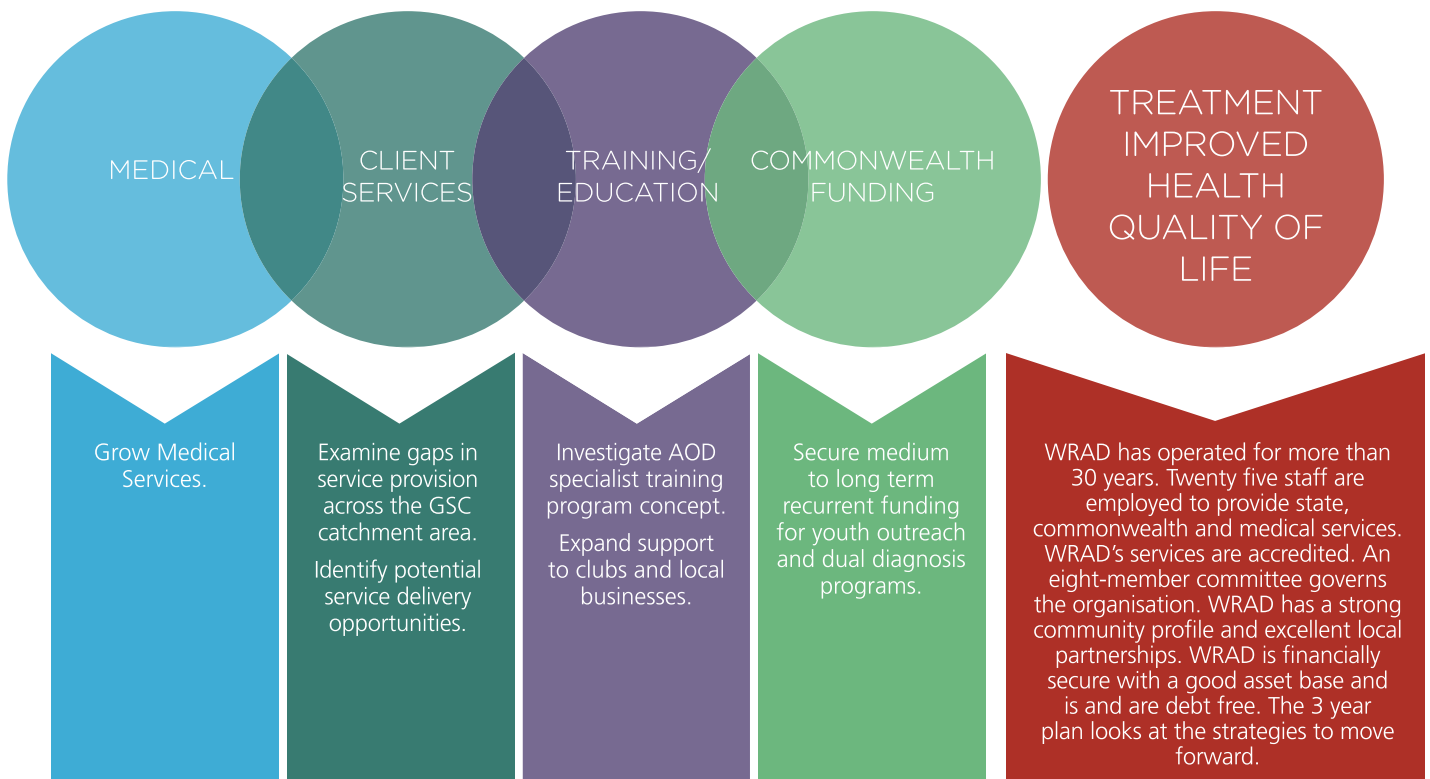 MEDICAL
CLIENT
SERVICES
TRAINING/
EDUCATION
COMMONWEALTH
FUNDING
TREATMENT
IMPROVED
HEALTH
QUALITY OF
LIFE
Grow Medical
Services.
Examine gaps in
service provision
across the GSC
catchment area.
Identify potential
service delivery
opportunities.
Investigate AOD
specialist training
program concept.
Expand support
to clubs and local
businesses.
Secure medium
to long term
recurrent funding
for youth outreach
and dual diagnosis
programs.
WRAD has operated for more than
30 years. Twenty five staff are
employed to provide state,
commonwealth and medical services.
WRAD’s services are accredited. An
eight-member committee governs
the organisation. WRAD has a strong
community profile and excellent local
partnerships. WRAD is financially
secure with a good asset base and
is and are debt free. The 3 year
plan looks at the strategies to move
forward.